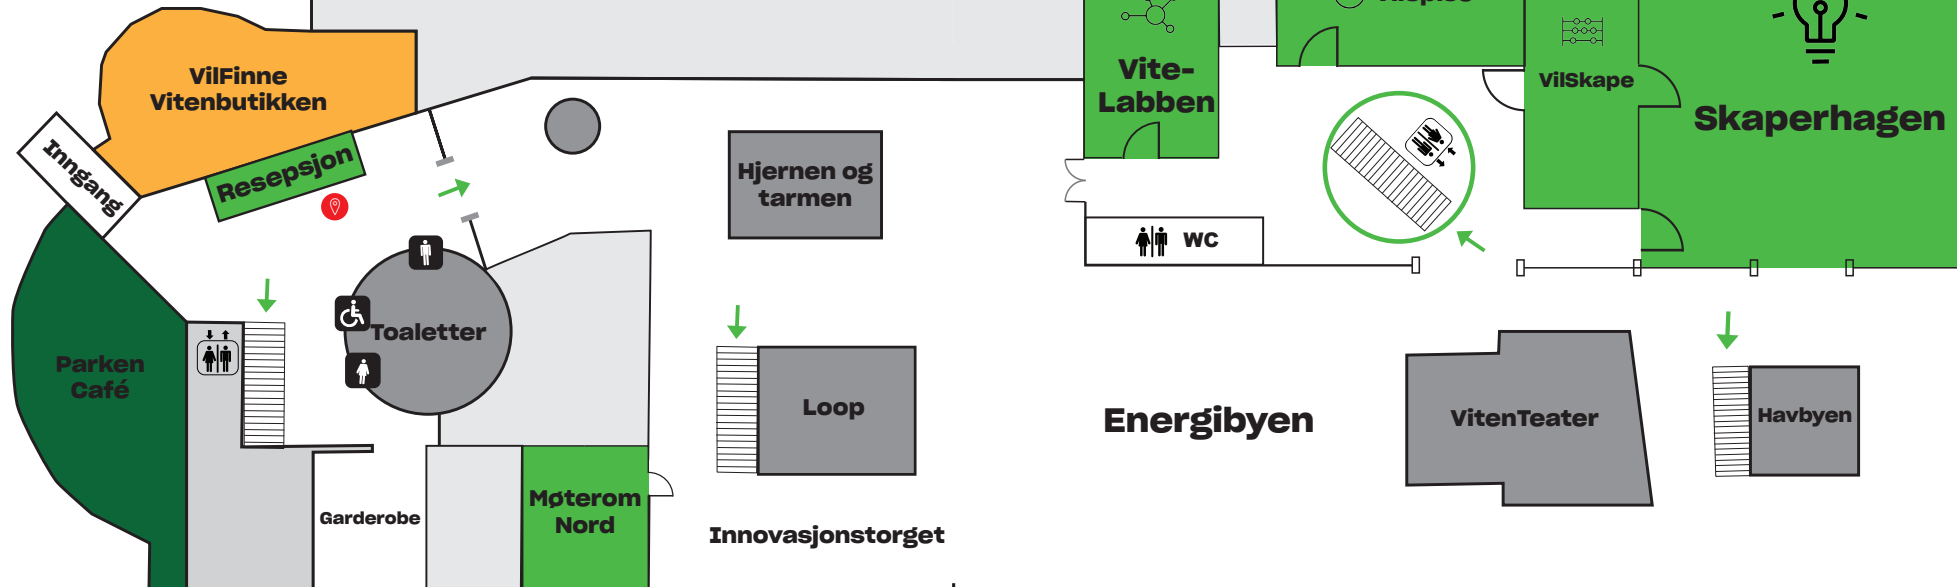 VilFinne
Vitenbutikken
Inngang
Resepsjon
Parken
Café
Toaletter
Garderobe
Møterom
Nord
Hjernen og
tarmen
Loop
Innovasjonstorget
Vite-
Labben
WC
Energibyen
VilSkape
Skaperhagen
VitenTeater
Havbyen